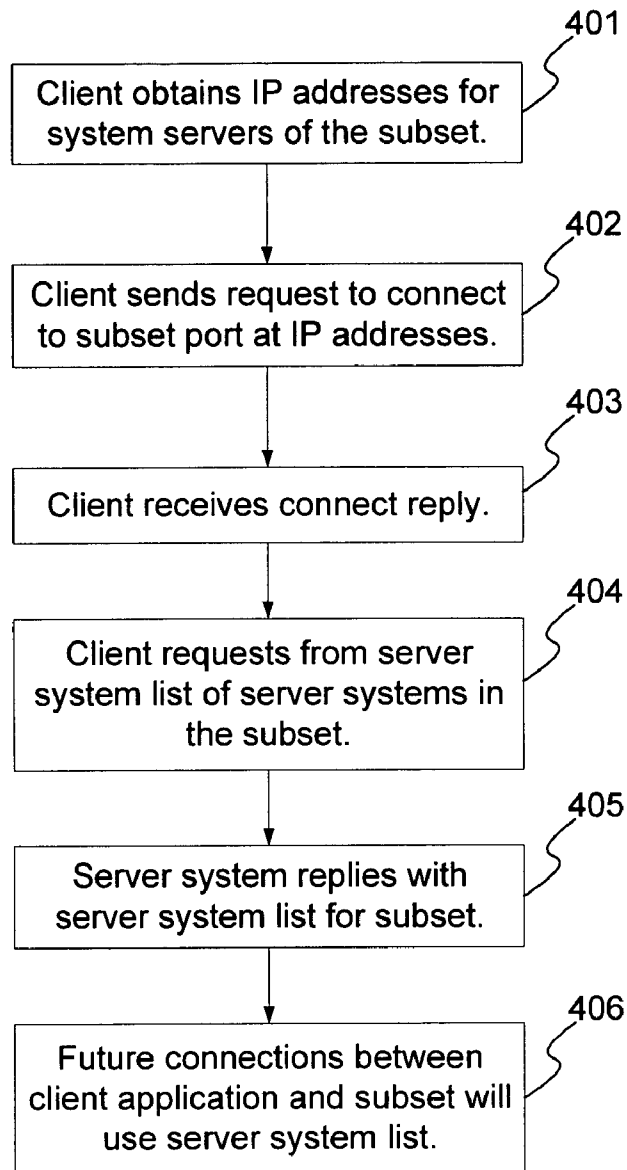 401
Client obtains IP addresses for
system servers of the subset.
402
Client sends request to connect
to subset port at IP addresses.
403
Client receives connect reply.
404
Client requests from server
system list of server systems in
the subset.
405
Server system replies with
server system list for subset.
406
Future connections between
client application and subset will
use server system list.